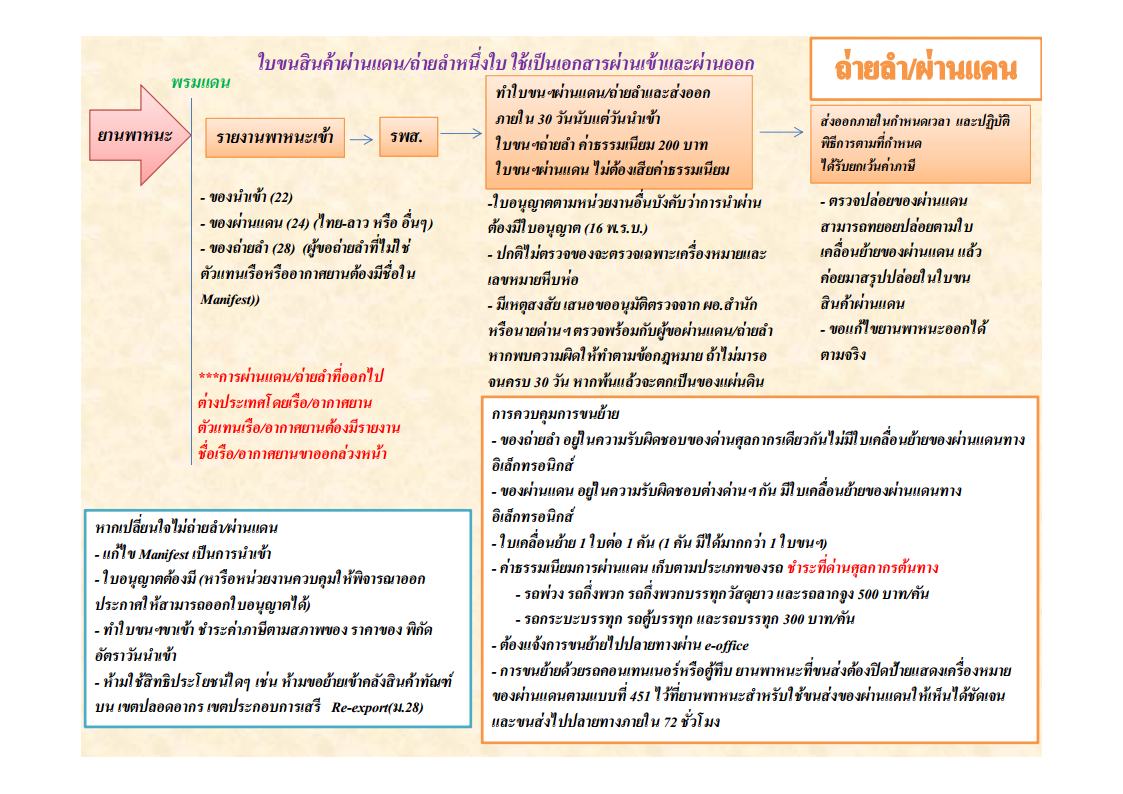 ใบขนสินค้าผ่านแดน/ถ่ายลำหนึ่งใบ ใช้เป็นเอกสารผ่านเข้าและผ่านออก
ถ่ายลำ/ผ่านแดน
พรมแดน
ยานพาหนะ
รายงานพาหนะเข้า
รพส.
ทำใบขนฯผ่านแดน/ถ่ายลำและส่งออก
ภายใน 30 วันนับแต่วันนำเข้า
ใบขนฯถ่ายลำ ค่าธรรมเนียม 200 บาท
ใบขนฯผ่านแดน ไม่ต้องเสียค่าธรรมเนียม
ส่งออกภายในกำหนดเวลา และปฏิบัติ
พิธีการตามที่กำหนด
ได้รับยกเว้นค่าภาษี
- ของนำเข้า (22)
- ของผ่านแดน (24) (ไทย-ลาว หรือ อื่นๆ)
- ของถ่ายลำ (28) (ผู้ขอถ่ายลำที่ไม่ใช่
ตัวแทนเรือหรืออากาศยานต้องมีชื่อใน
Manifest))
***การผ่านแดน/ถ่ายลำที่ออกไป
ต่างประเทศโดยเรือ/อากาศยาน
ตัวแทนเรือ/อากาศยานต้องมีรายงาน
ชื่อเรือ/อากาศยานขาออกล่วงหน้า
-ใบอนุญาตตามหน่วยงานอื่นบังคับว่าการนำผ่าน
ต้องมีใบอนุญาต (16 พ.ร.บ.)
- ปกติไม่ตรวจของจะตรวจเฉพาะเครื่องหมายและ
เลขหมายหีบห่อ
- มีเหตุสงสัย เสนอขออนุมัติตรวจจาก ผอ.สำนัก
หรือนายด่านฯ ตรวจพร้อมกับผู้ขอผ่านแดน/ถ่ายลำ
หากพบความผิดให้ทำตามข้อกฎหมาย ถ้าไม่มารอ
จนครบ 30 วัน หากพ้นแล้วจะตกเป็นของแผ่นดิน
- ตรวจปล่อยของผ่านแดน
สามารถทยอยปล่อยตามใบ
เคลื่อนย้ายของผ่านแดน แล้ว
ค่อยมาสรุปปล่อยในใบขน
สินค้าผ่านแดน
- ขอแก้ไขยานพาหนะออกได้
ตามจริง
การควบคุมการขนย้าย
- ของถ่ายลำ อยู่ในความรับผิดชอบของด่านศุลกากรเดียวกันไม่มีใบเคลื่อนย้ายของผ่านแดนทาง
อิเล็กทรอนิกส์
- ของผ่านแดน อยู่ในความรับผิดชอบต่างด่านฯ กัน มีใบเคลื่อนย้ายของผ่านแดนทาง
อิเล็กทรอนิกส์
- ใบเคลื่อนย้าย 1 ใบต่อ 1 คัน (1 คัน มีได้มากกว่า 1 ใบขนฯ)
- ค่าธรรมเนียมการผ่านแดน เก็บตามประเภทของรถ ชำระที่ด่านศุลกากรต้นทาง
- รถพ่วง รถกึ่งพวก รถกึ่งพวกบรรทุกวัสดุยาว และรถลากจูง 500 บาท/คัน
- รถกระบะบรรทุก รถตู้บรรทุก และรถบรรทุก 300 บาท/คัน
- ต้องแจ้งการขนย้ายไปปลายทางผ่าน e-office
- การขนย้ายด้วยรถคอนเทนเนอร์หรือตู้ทึบ ยานพาหนะที่ขนส่งต้องปิดป้ายแสดงเครื่องหมาย
ของผ่านแดนตามแบบที่ 451 ไว้ที่ยานพาหนะสำหรับใช้ขนส่งของผ่านแดนให้เห็นได้ชัดเจน
และขนส่งไปปลายทางภายใน 72 ชั่วโมง
หากเปลี่ยนใจไม่ถ่ายลำ/ผ่านแดน
- แก้ไข Manifest เป็นการนำเข้า
- ใบอนุญาตต้องมี (หารือหน่วยงานควบคุมให้พิจารณาออก
ประกาศให้สามารถออกใบอนุญาตได้)
- ทำใบขนฯขาเข้า ชำระค่าภาษีตามสภาพของ ราคาของ พิกัด
อัตราวันนำเข้า
- ห้ามใช้สิทธิประโยชน์ใดๆ เช่น ห้ามขอย้ายเข้าคลังสินค้าทัณฑ์
บน เขตปลอดอากร เขตประกอบการเสรี Re-export(ม.28)